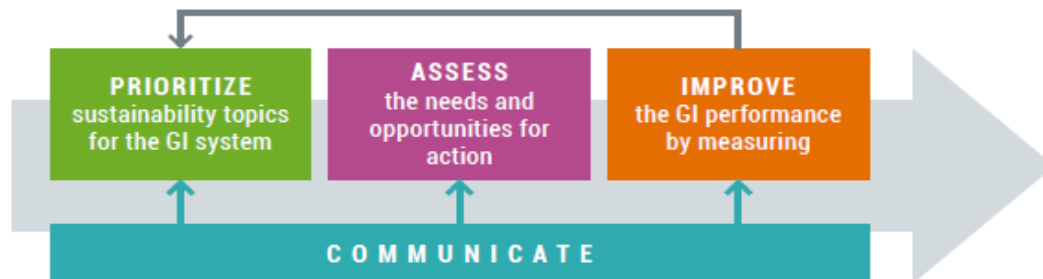 PRIORITIZE
sustainability topics
for the GI system
ASSESS
the needs and
opportunities for
action
IMPROVE
the GI performance
by measuring
COMMUNICATE